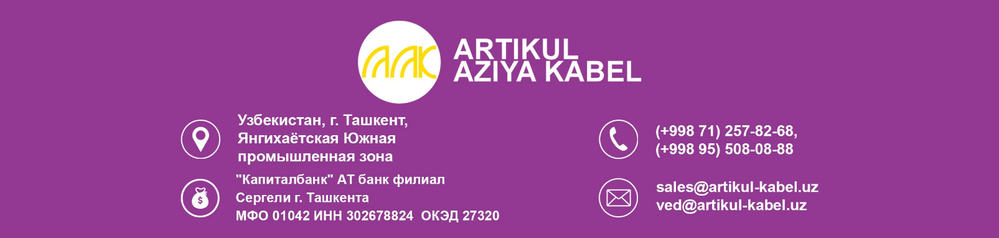 AAK
ARTIKUL
AZIYA KABEL
Узбекистан, г. Ташкент,
Янгихаётская Южная
промышленная зона
"Капиталбанк" АТ банк филиал
Сергели г. Ташкента
МФО 01042 ИНН 302678824 ОКЭД 27320
(+998 71) 257-82-68,
(+998 95) 508-08-88
sales@artikul-kabel.uz
ved@artikul-kabel.uz